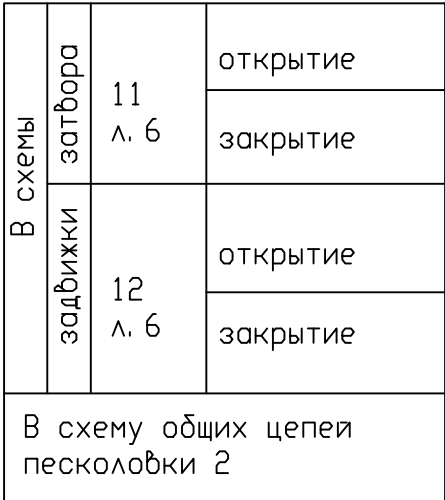 В схемы
затвора
11
л. 6
открытие
закрытие
задвижки
12
л. 6
открытие
закрытие
В схему общих цепей
песколовки 2